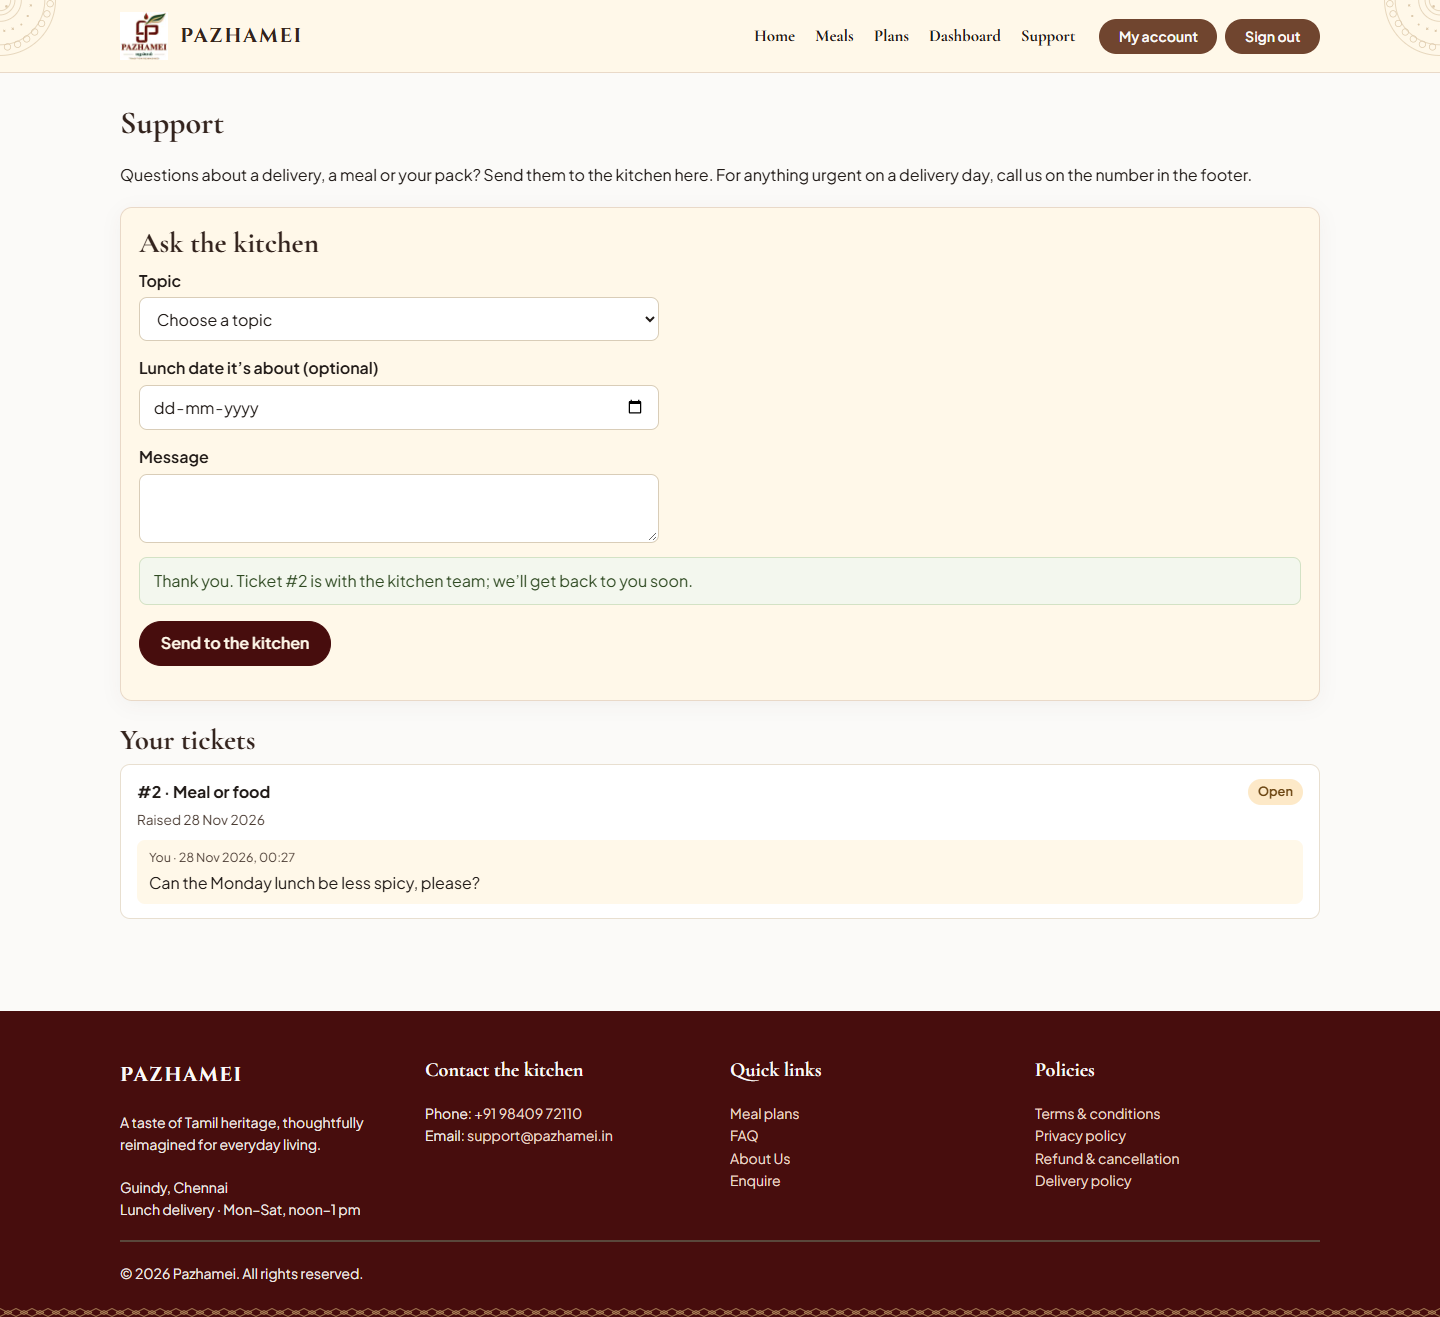 PAZHAMEI
PAZHAMEI
Home
Meals
Plans
Dashboard
Support
My account
Sign out
Support
Questions about a delivery, a meal or your pack? Send them to the kitchen here. For anything urgent on a delivery day, call us on the number in the footer.
Ask the kitchen
Topic
Choose a topic
Lunch date it’s about (optional)
dd-mm-yyyy
Message
Thank you. Ticket #2 is with the kitchen team; we’ll get back to you soon.
Send to the kitchen
Your tickets
#2 · Meal or food
Open
Raised 28 Nov 2026
You · 28 Nov 2026, 00:27
Can the Monday lunch be less spicy, please?
PAZHAMEI
A taste of Tamil heritage, thoughtfully
reimagined for everyday living.
Guindy, Chennai
Lunch delivery · Mon–Sat, noon–1 pm
Contact the kitchen
Phone: +91 98409 72110
Email: support@pazhamei.in
Quick links
Meal plans
FAQ
About Us
Enquire
Policies
Terms & conditions
Privacy policy
Refund & cancellation
Delivery policy
© 2026 Pazhamei. All rights reserved.